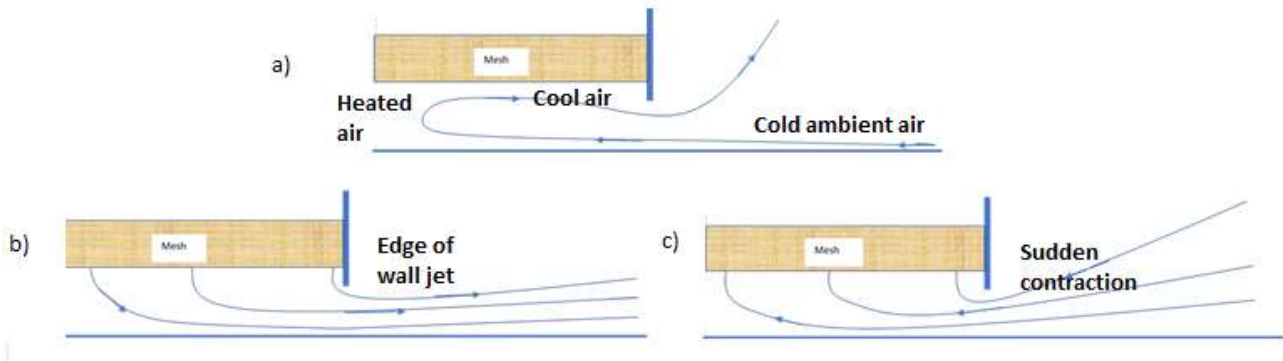 a)
Mesh
Heated
air
Cool air
Cold ambient air
b)
Mesh
Edge of
wall jet
c)
Mesh
Sudden
contraction